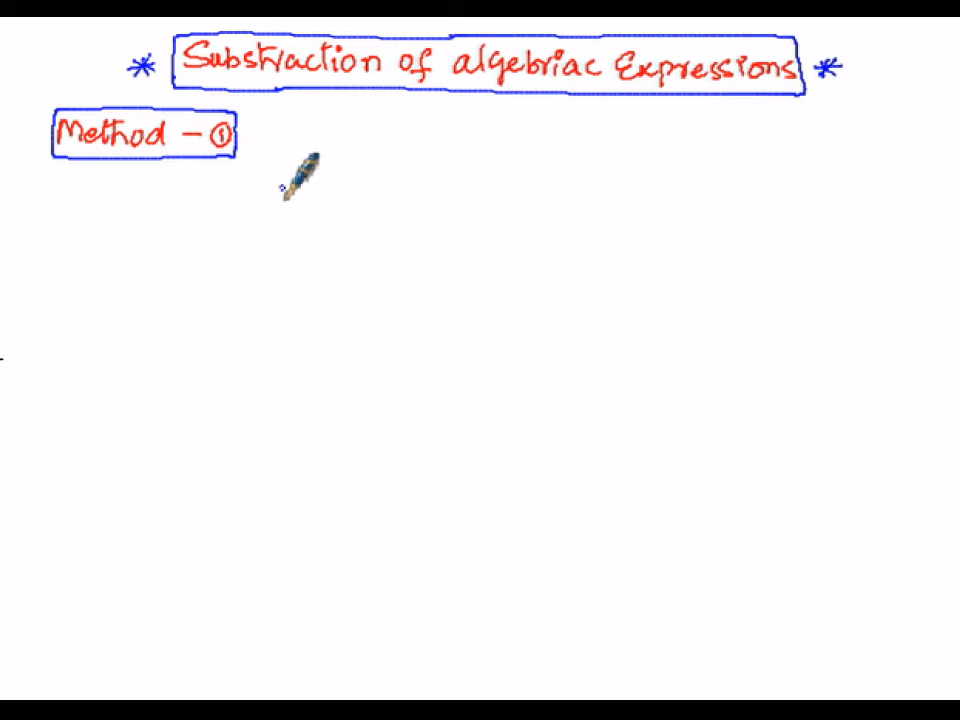 * Substraction of algebriac Expressions *
Method - ①